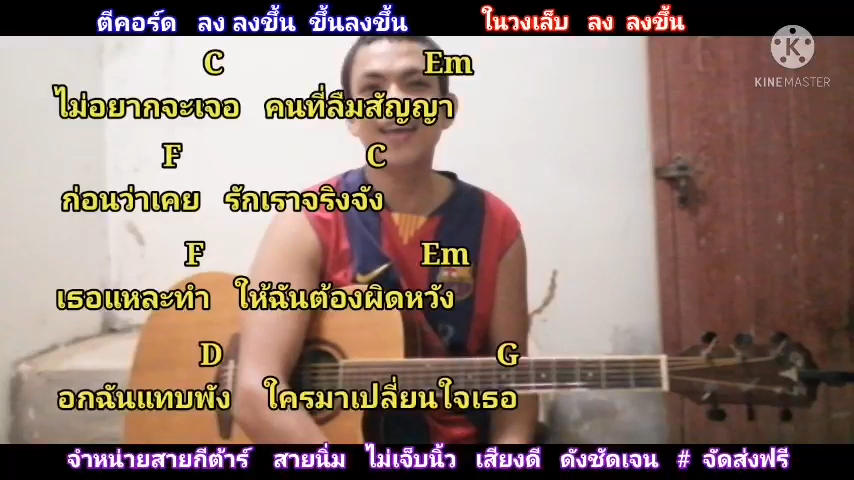 ตีคอร์ด ลง ลงขึ้น ขึ้นลงขึ้น ในวงเล็บ ลง ลงขึ้น
KINEMASTER
C Em
ไม่อยากจะเจอ คนที่ลืมสัญญา
F C
ก่อนว่าเคย รักเราจริงจัง
F Em
เธอแหละทำ ให้ฉันต้องผิดหวัง
D G
อกฉันแทบพัง ใครมาเปลี่ยนใจเธอ
จำหน่ายสายกีต้าร์ สายนิ่ม ไม่เจ็บนิ้ว เสียงดี ดังชัดเจน # จัดส่งฟรี